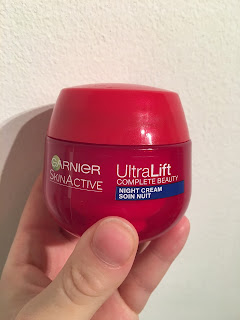 GARNIER
SKINACTIVE
UltraLift
COMPLETE BEAUTY
NIGHT CREAM
SOIN NUIT